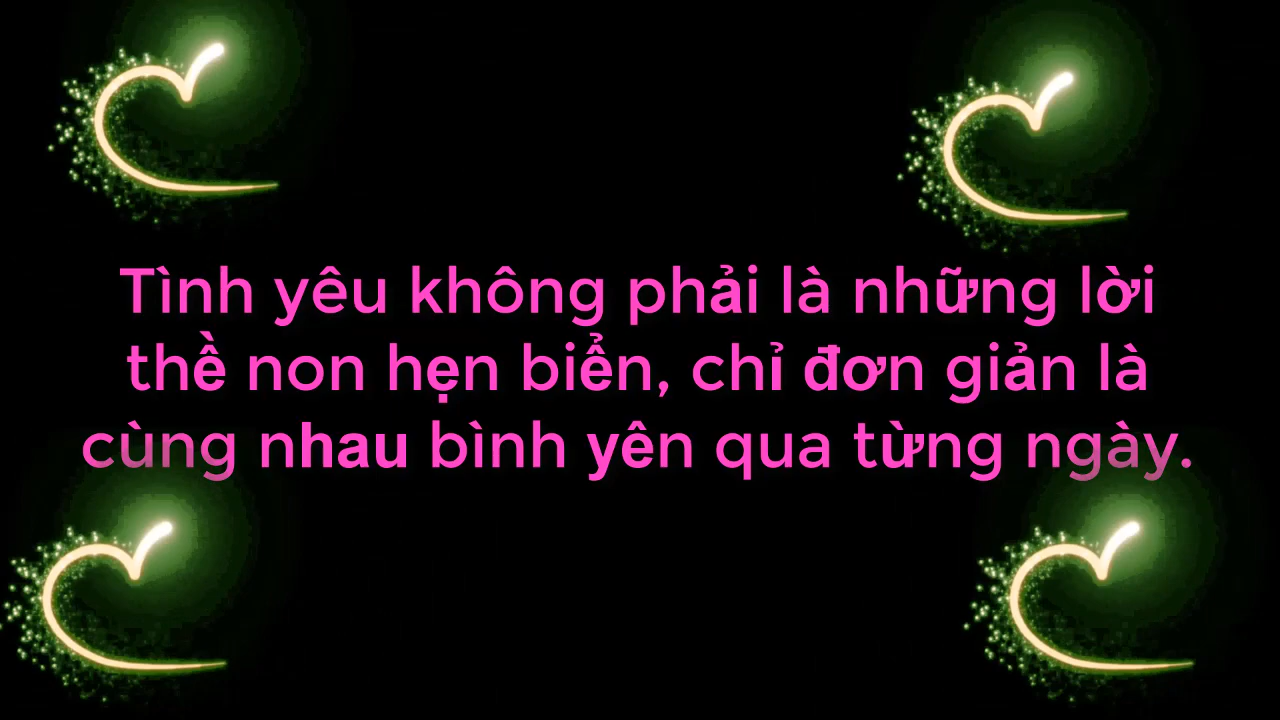 Tình yêu không phải là những lời
thề non hẹn biển, chỉ đơn giản là
cùng nhau bình yên qua từng ngày.